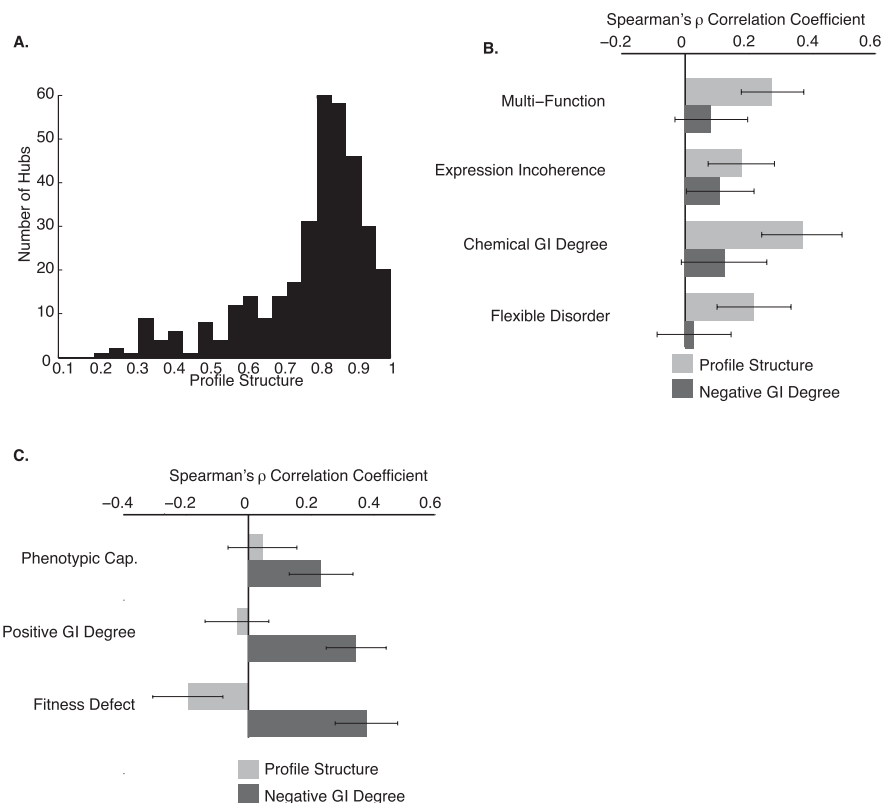 A.
60
50
40
30
20
10
0
Number of Hubs
0.1 0.2 0.3 0.4 0.5 0.6 0.7 0.8 0.9 1
Profile Structure
B.
Spearman's ρ Correlation Coefficient
−0.2 0 0.2 0.4 0.6
Multi−Function
Expression Incoherence
Chemical GI Degree
Flexible Disorder
Profile Structure
Negative GI Degree
C.
Spearman's ρ Correlation Coefficient
−0.4 −0.2 0 0.2 0.4 0.6
Phenotypic Cap.
Positive GI Degree
Fitness Defect
Profile Structure
Negative GI Degree